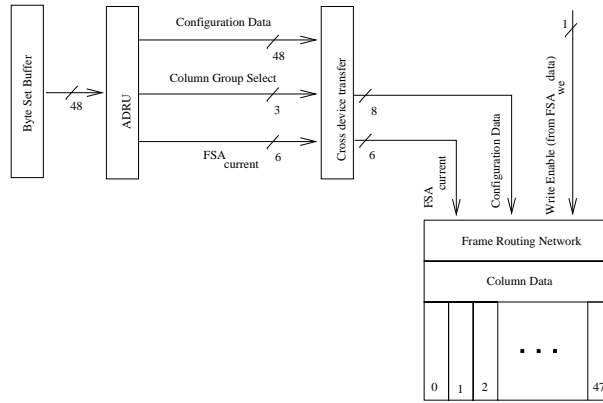 Configuration Data
48
Column Group Select
3
FSA current
6
Byte Set Buffer
48
ADRU
Cross device transfer
8
6
1
FSA current
Configuration Data
Write Enable (from FSA we data)
Frame Routing Network
Column Data
0
1
2
. . .
47